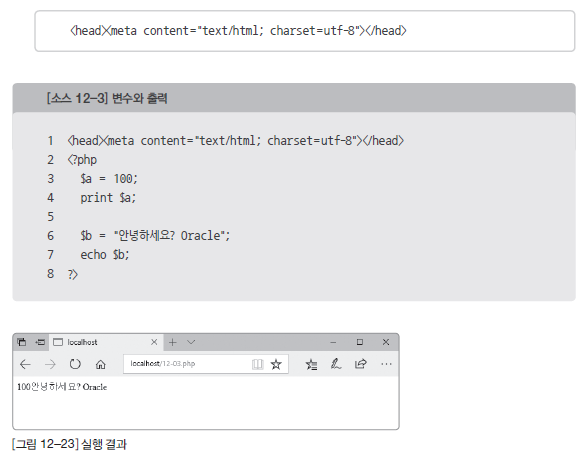 <head><meta content="text/html; charset=utf-8"></head>
[소스 12-3] 변수와 출력
1 <head><meta content="text/html; charset=utf-8"></head>
2 <?php
3 $a = 100;
4 print $a;
5
6 $b = "안녕하세요? Oracle";
7 echo $b;
8 ?>
localhost
localhost/12-03.php
100안녕하세요? Oracle
[그림 12-23] 실행 결과